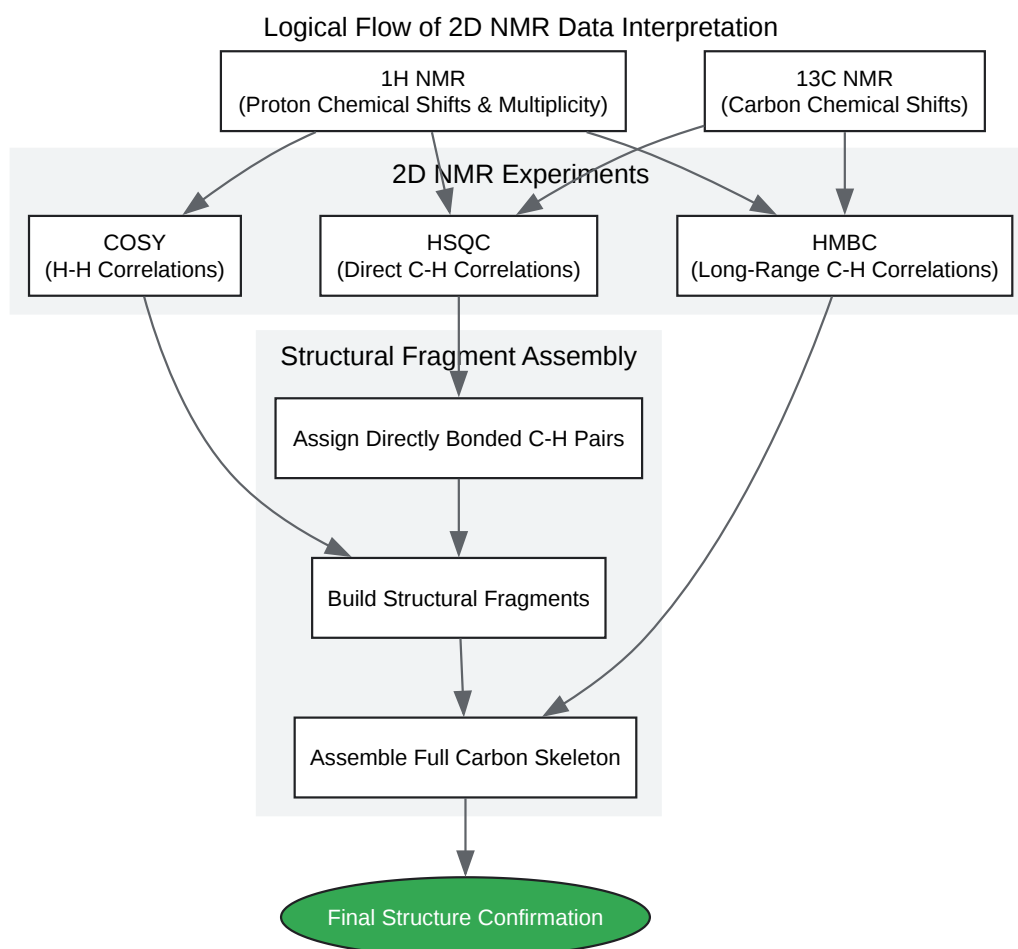 Logical Flow of 2D NMR Data Interpretation
1H NMR
(Proton Chemical Shifts & Multiplicity)
13C NMR
(Carbon Chemical Shifts)
2D NMR Experiments
COSY
(H-H Correlations)
HSQC
(Direct C-H Correlations)
HMBC
(Long-Range C-H Correlations)
Structural Fragment Assembly
Assign Directly Bonded C-H Pairs
Build Structural Fragments
Assemble Full Carbon Skeleton
Final Structure Confirmation